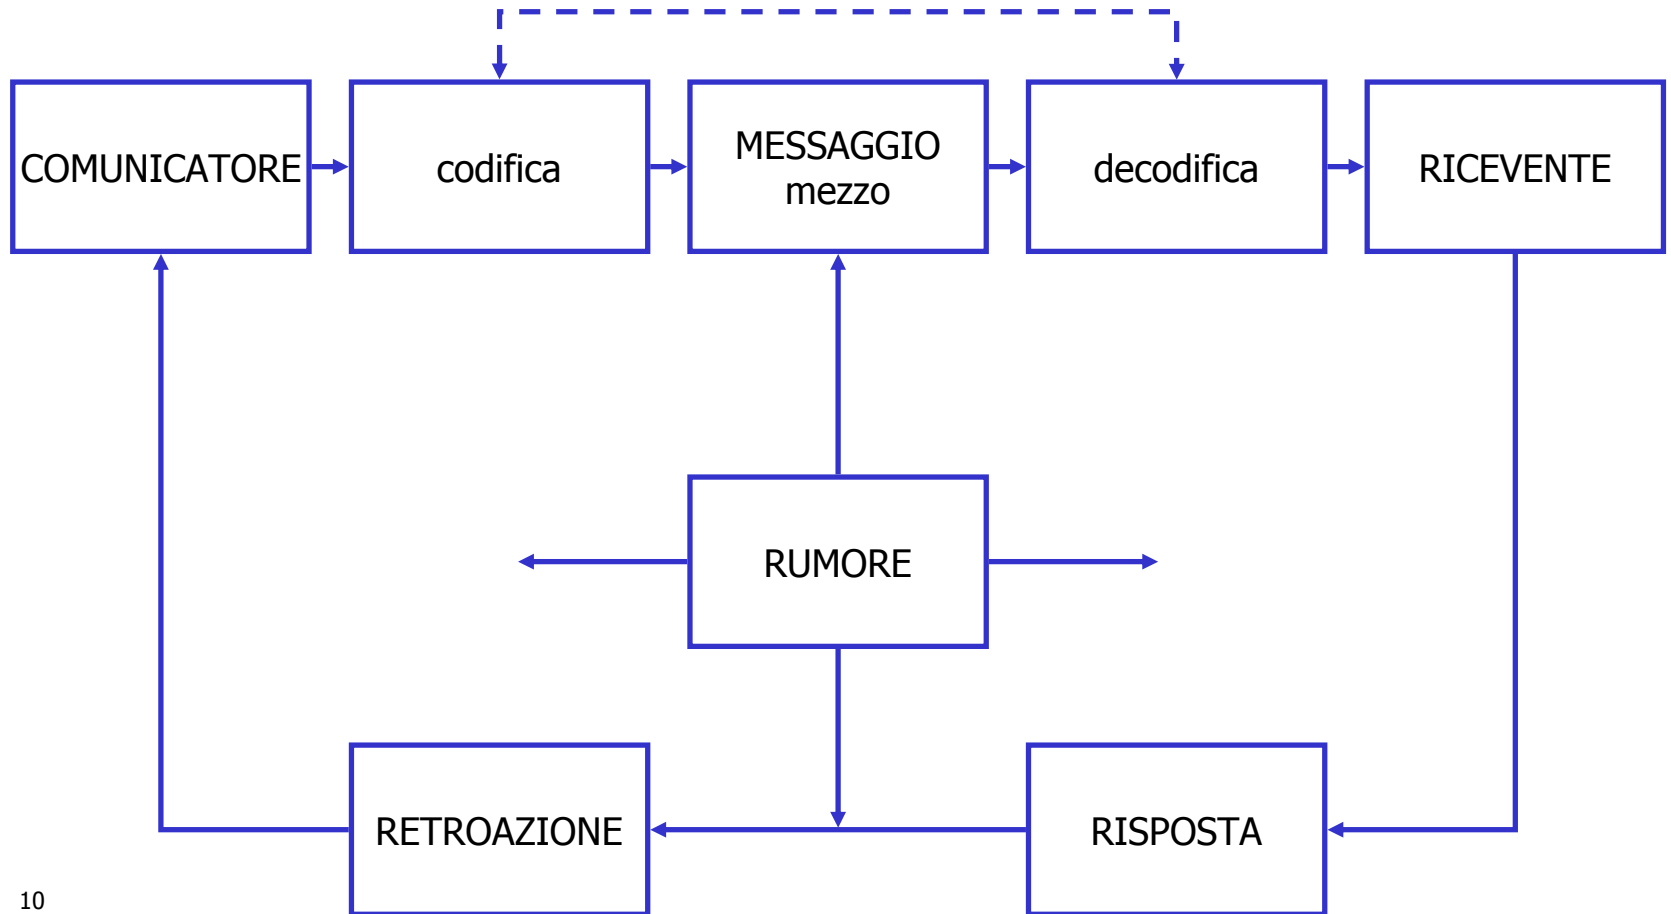 COMUNICATORE
codifica
MESSAGGIO
mezzo
decodifica
RICEVENTE
RUMORE
RETROAZIONE
RISPOSTA
10